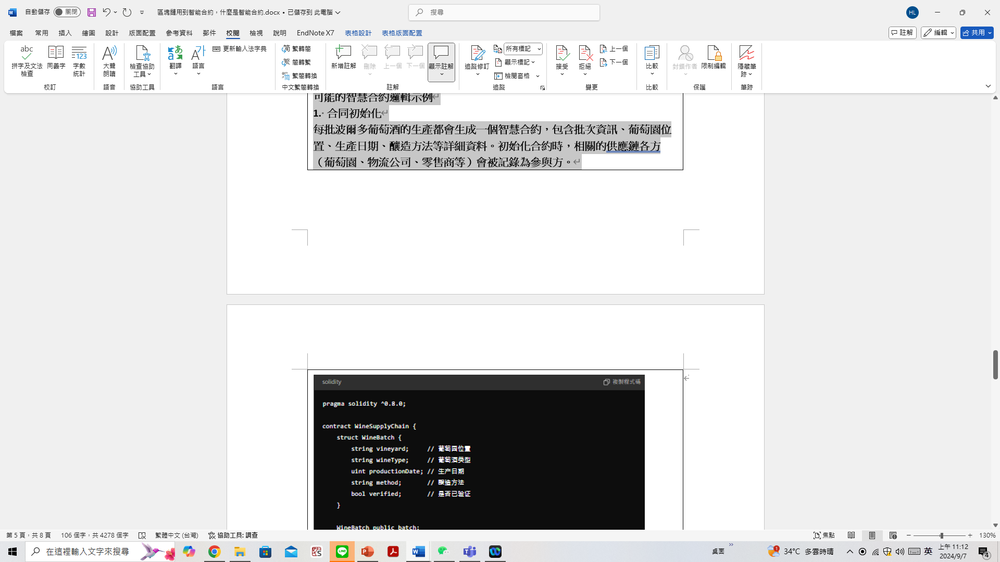 自動儲存 關閉 區塊鏈用到智能合約，什麼是智能合約.docx • 已儲存到 此電腦 搜尋 HL
檔案 常用 插入 繪圖 設計 版面配置 參考資料 郵件 校閱 檢視 說明 EndNote X7 表格設計 表格版面配置 註解 編輯 共用
拼字及文法檢查 同義字 字數統計 大聲朗讀 檢查協助工具 翻譯 語言 更新輸入法字典 繁轉簡 簡轉繁 繁簡轉換 新增註解 刪除 上一個 下一個 顯示註解 追蹤修訂 所有標記 顯示標記 檢閱窗格 接受 拒絕 上一個 下一個 比較 封鎖作者 限制編輯 隱藏筆跡
校訂 語音 協助工具 語言 中文繁簡轉換 註解 追蹤 變更 比較 保護 筆跡
可能的智慧合約邏輯示例
1. 合同初始化
每批波爾多葡萄酒的生產都會生成一個智慧合約，包含批次資訊、葡萄園位
置、生產日期、釀造方法等詳細資料。初始化合約時，相關的供應鏈各方
（葡萄園、物流公司、零售商等）會被記錄為參與方。
solidity 複製程式碼
pragma solidity ^0.8.0;
contract WineSupplyChain {
struct WineBatch {
string vineyard; // 葡萄园位置
string wineType; // 葡萄酒类型
uint productionDate; // 生产日期
string method; // 酿造方法
bool verified; // 是否已验证
}
WineBatch public batch;
第 5 頁，共 8 頁 106 個字，共 4278 個字 繁體中文 (台灣) 協助工具: 調查 焦點 130%
在這裡輸入文字來搜尋 桌面 34°C 多雲時晴 英 上午 11:12
2024/9/7 4